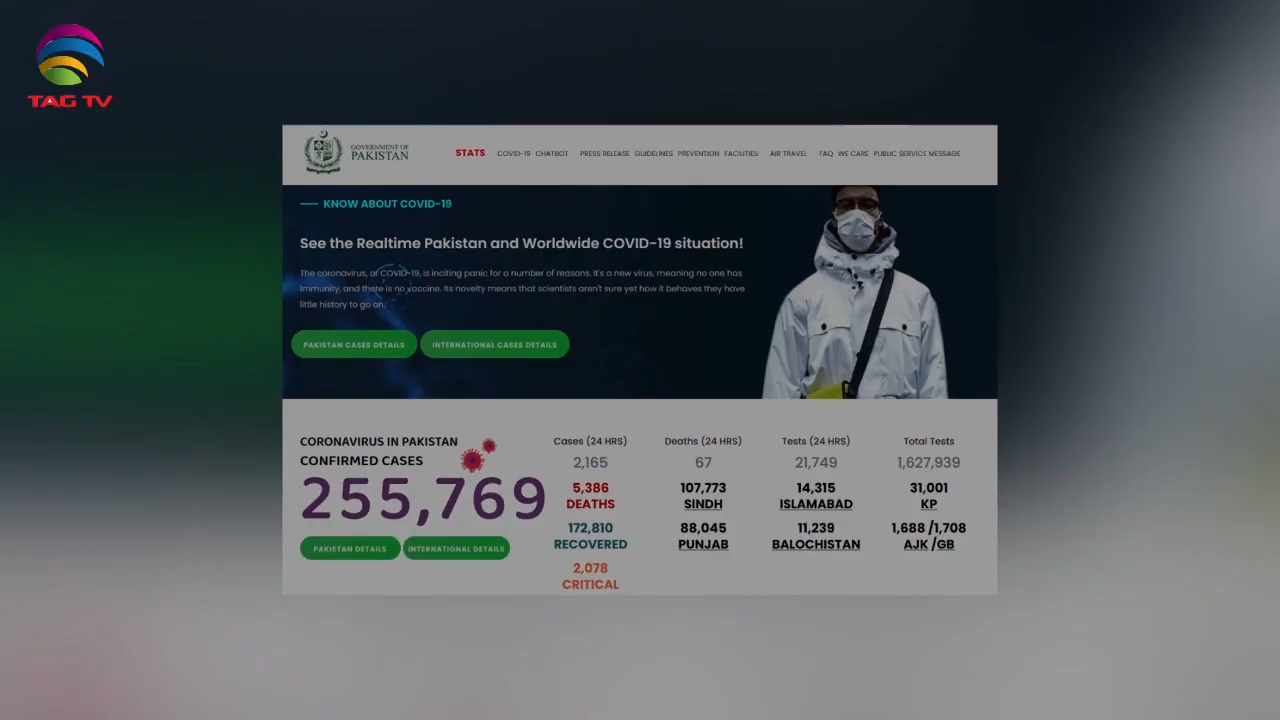 TAG TV
GOVERNMENT OF
PAKISTAN
STATS COVID-19 CHATBOT PRESS RELEASE GUIDELINES PREVENTION FACILITIES AIR TRAVEL FAQ WE CARE PUBLIC SERVICE MESSAGE
KNOW ABOUT COVID-19
See the Realtime Pakistan and Worldwide COVID-19 situation!
The coronavirus, or COVID-19, is inciting panic for a number of reasons. It's a new virus, meaning no one has
immunity, and there is no vaccine. Its novelty means that scientists aren't sure yet how it behaves they have
little history to go on.
PAKISTAN CASES DETAILS INTERNATIONAL CASES DETAILS
CORONAVIRUS IN PAKISTAN
CONFIRMED CASES
255,769
PAKISTAN DETAILS INTERNATIONAL DETAILS
Cases (24 HRS) Deaths (24 HRS) Tests (24 HRS) Total Tests
2,165 67 21,749 1,627,939
5,386 107,773 14,315 31,001
DEATHS SINDH ISLAMABAD KP
172,810 88,045 11,239 1,688 /1,708
RECOVERED PUNJAB BALOCHISTAN AJK /GB
2,078
CRITICAL